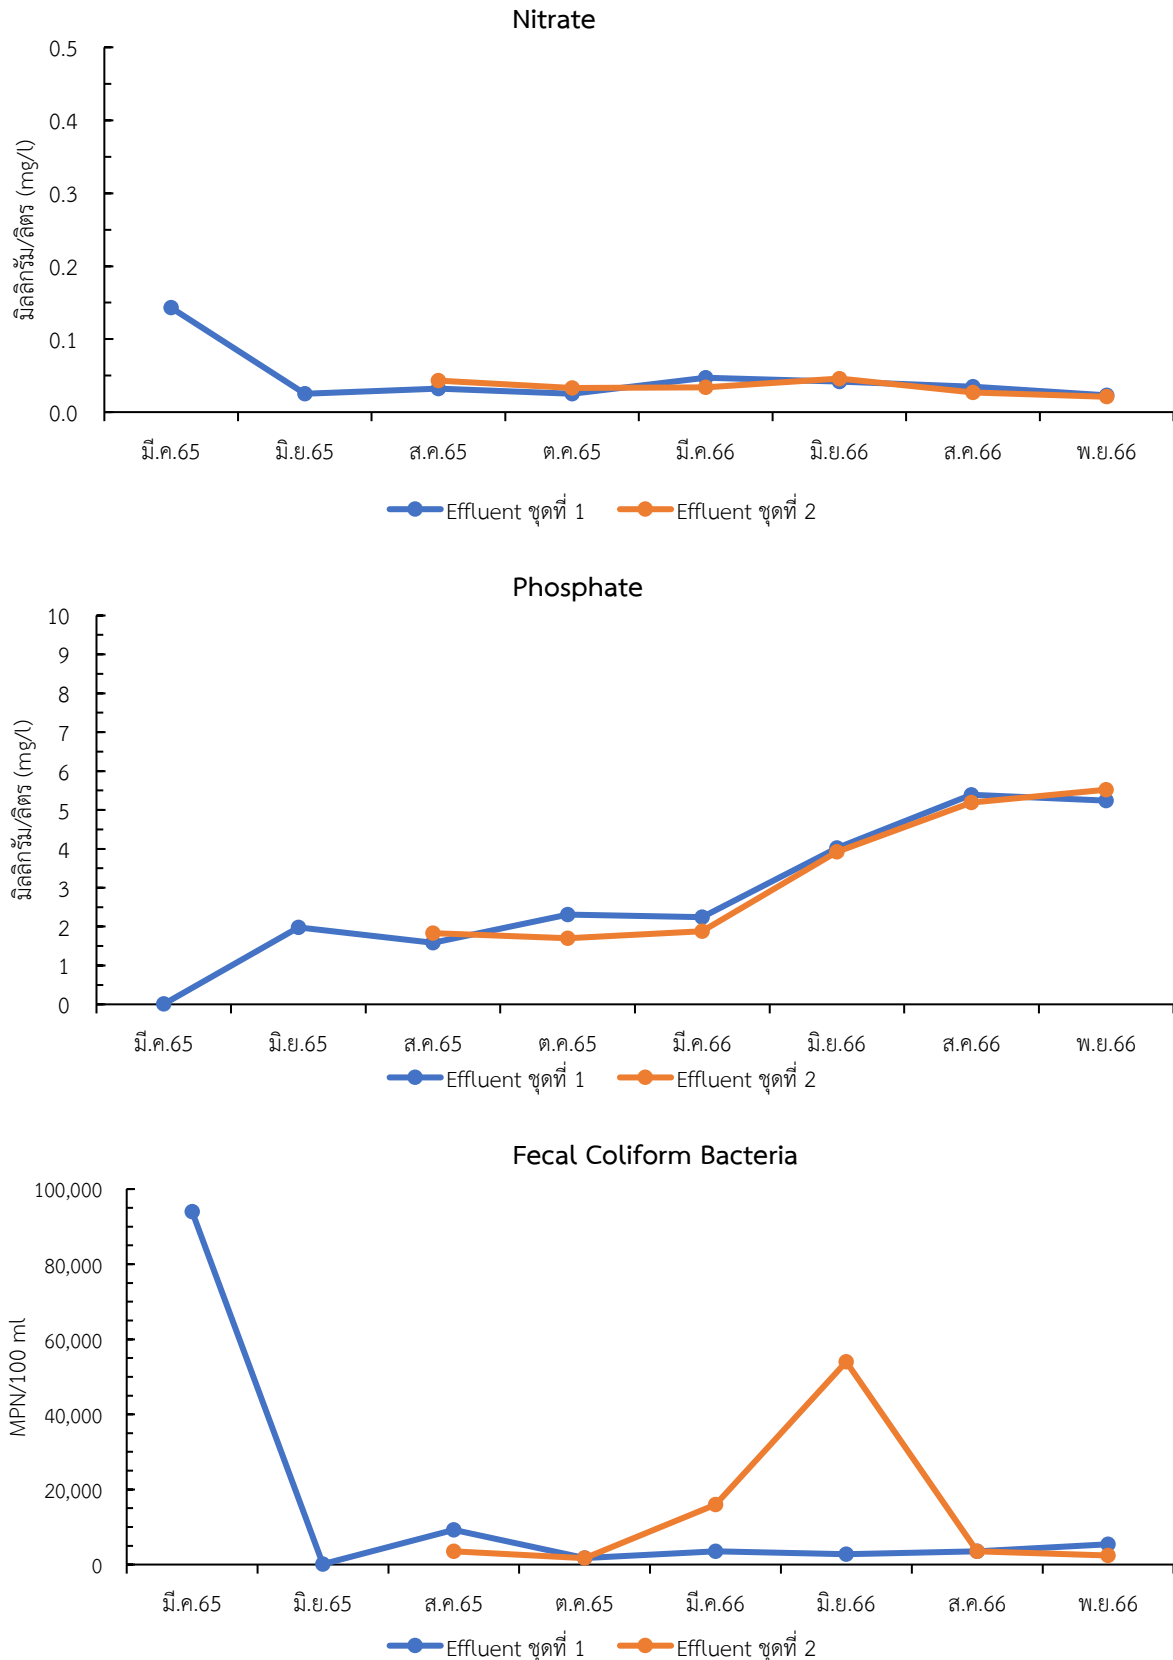 Nitrate
0.5
0.4
0.3
0.2
0.1
0.0
มิลลิกรัม/ลิตร (mg/l)
มี.ค.65 มิ.ย.65 ส.ค.65 ต.ค.65 มี.ค.66 มิ.ย.66 ส.ค.66 พ.ย.66
Effluent ชุดที่ 1 Effluent ชุดที่ 2
Phosphate
10
9
8
7
6
5
4
3
2
1
0
มิลลิกรัม/ลิตร (mg/l)
มี.ค.65 มิ.ย.65 ส.ค.65 ต.ค.65 มี.ค.66 มิ.ย.66 ส.ค.66 พ.ย.66
Effluent ชุดที่ 1 Effluent ชุดที่ 2
Fecal Coliform Bacteria
100,000
80,000
60,000
40,000
20,000
0
MPN/100 ml
มี.ค.65 มิ.ย.65 ส.ค.65 ต.ค.65 มี.ค.66 มิ.ย.66 ส.ค.66 พ.ย.66
Effluent ชุดที่ 1 Effluent ชุดที่ 2